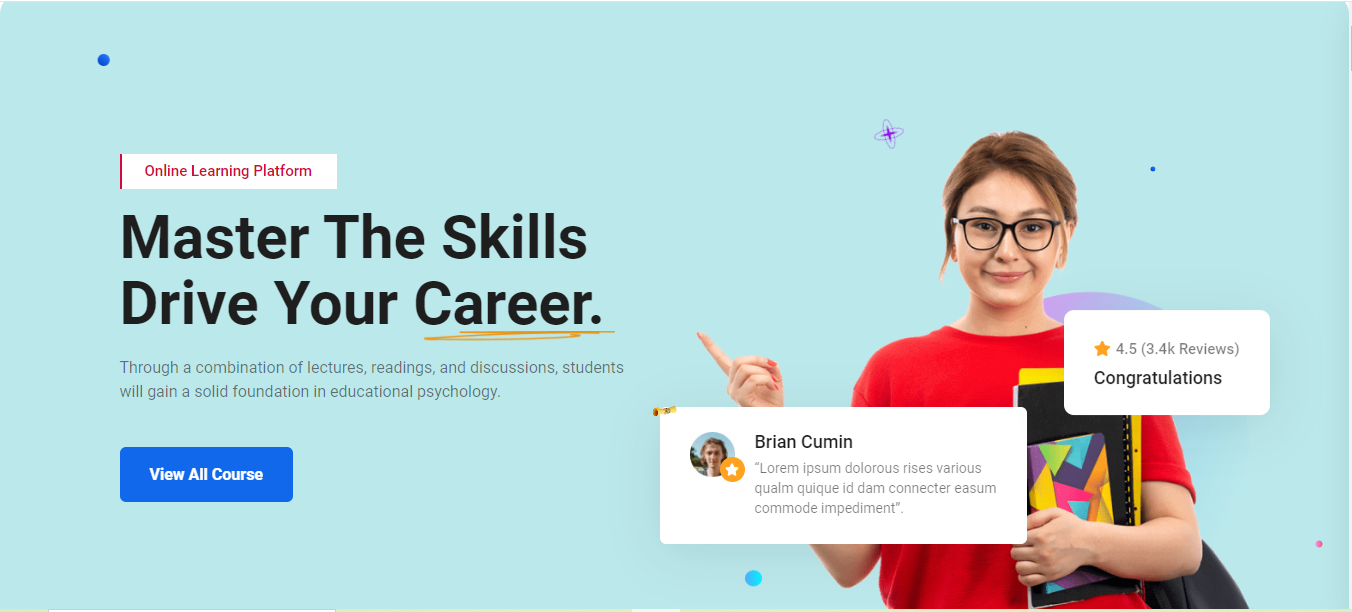 Online Learning Platform
Master The Skills
Drive Your Career.
Through a combination of lectures, readings, and discussions, students
will gain a solid foundation in educational psychology.
View All Course
4.5 (3.4k Reviews)
Congratulations
Brian Cumin
“Lorem ipsum dolorous rises various
qualm quique id dam connecter easum
commode impediment”.